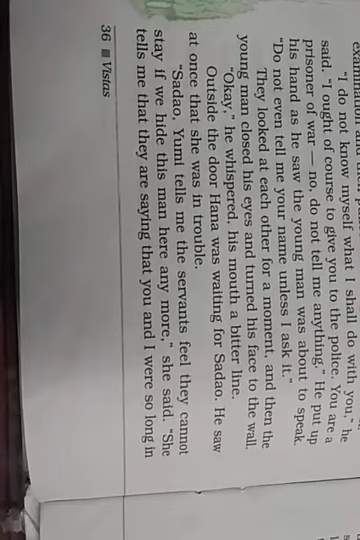 "I do not know myself what I shall do with you," he
said. "I ought of course to give you to the police. You are a
prisoner of war — no, do not tell me anything." He put up
his hand as he saw the young man was about to speak.
"Do not even tell me your name unless I ask it."
They looked at each other for a moment, and then the
young man closed his eyes and turned his face to the wall.
"Okay," he whispered, his mouth a bitter line.
Outside the door Hana was waiting for Sadao. He saw
at once that she was in trouble.
"Sadao, Yumi tells me the servants feel they cannot
stay if we hide this man here any more," she said. "She
tells me that they are saying that you and I were so long in
36 ■ Vistas